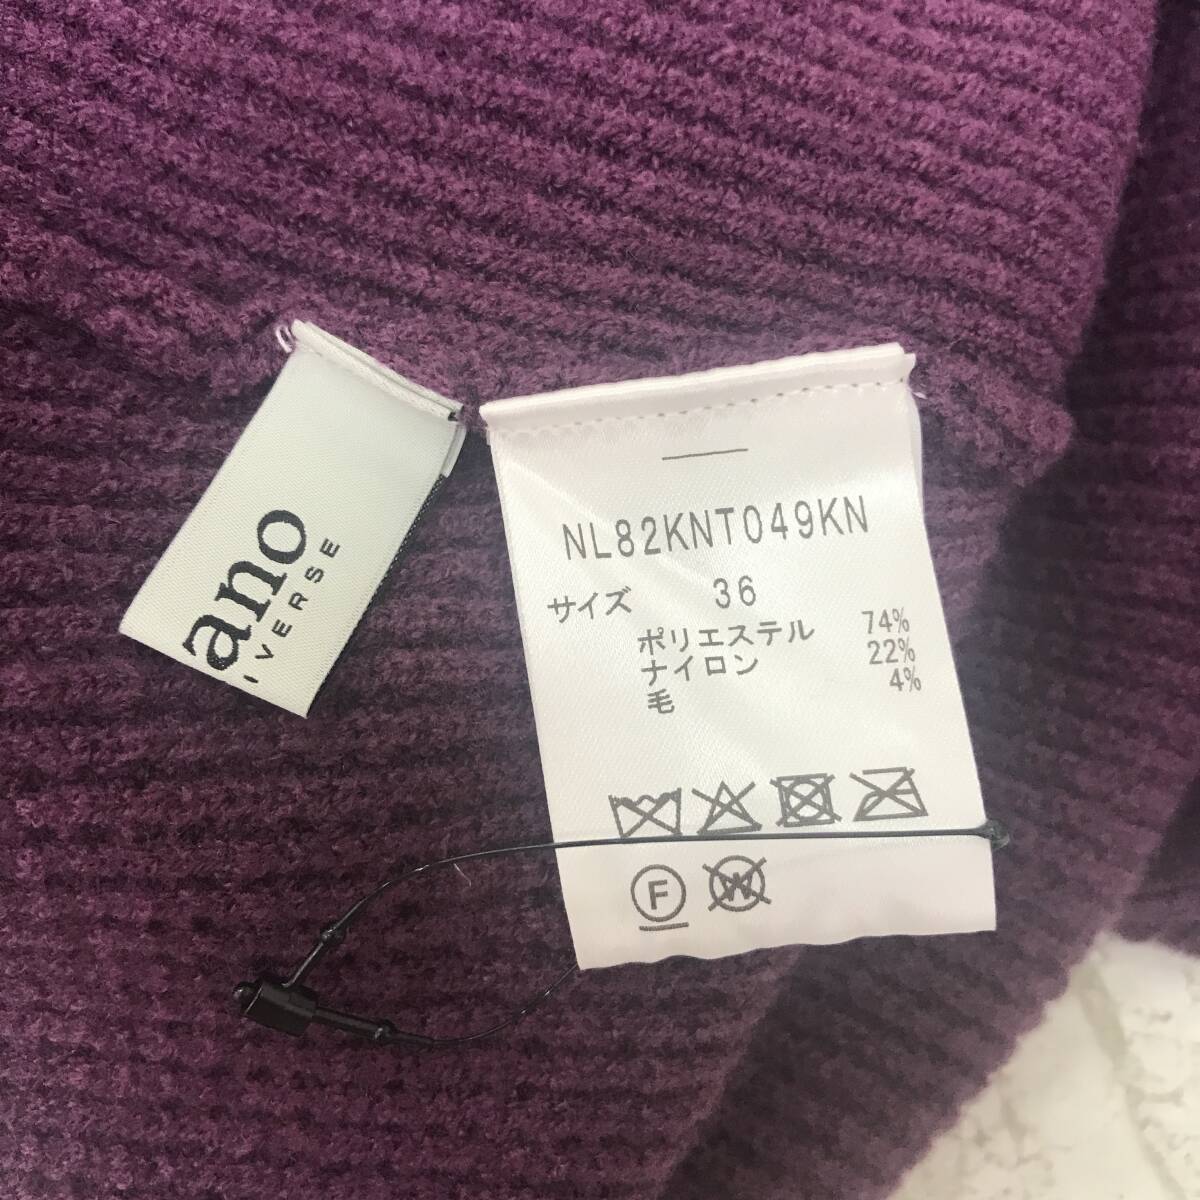 ano
VERSE
NL82KNT049KN
サイズ 36
ポリエステル 74%
ナイロン 22%
毛 4%
F W